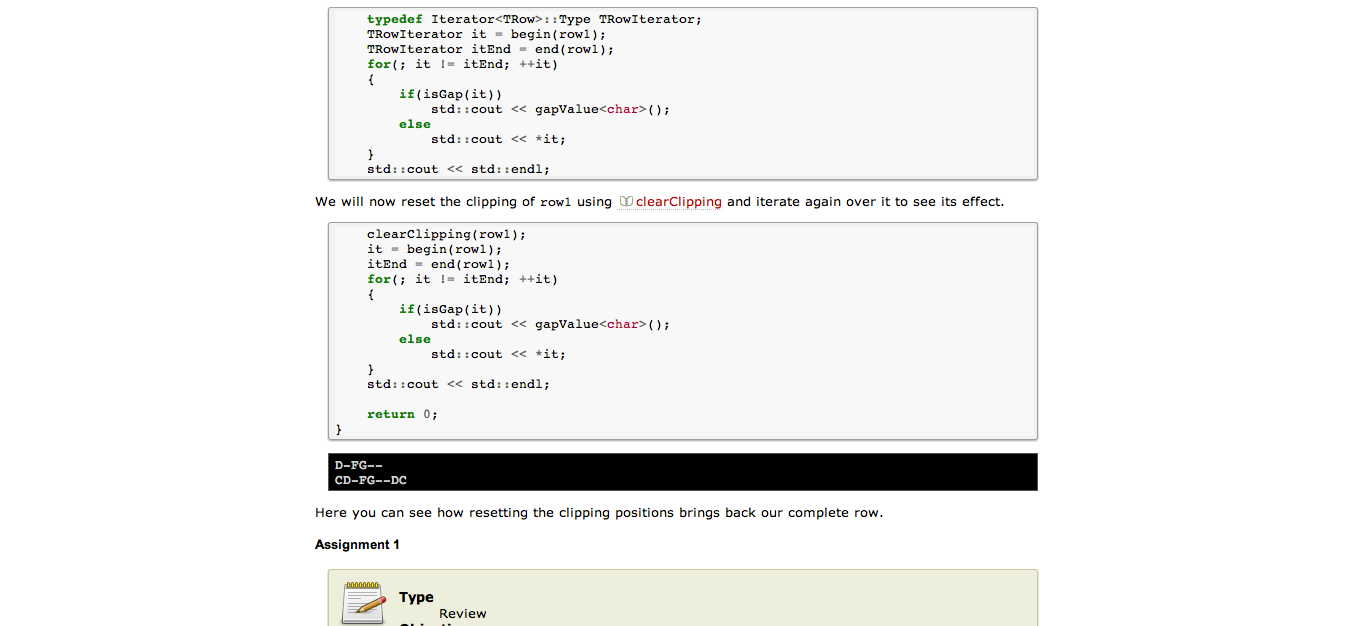 typedef Iterator<TRow>::Type TRowIterator;
TRowIterator it = begin(row1);
TRowIterator itEnd = end(row1);
for(; it != itEnd; ++it)
{
if(isGap(it))
std::cout << gapValue<char>();
else
std::cout << *it;
}
std::cout << std::endl;
We will now reset the clipping of row1 using clearClipping and iterate again over it to see its effect.
clearClipping(row1);
it = begin(row1);
itEnd = end(row1);
for(; it != itEnd; ++it)
{
if(isGap(it))
std::cout << gapValue<char>();
else
std::cout << *it;
}
std::cout << std::endl;
return 0;
}
D-FG--
CD-FG--DC
Here you can see how resetting the clipping positions brings back our complete row.
Assignment 1
Type
Review